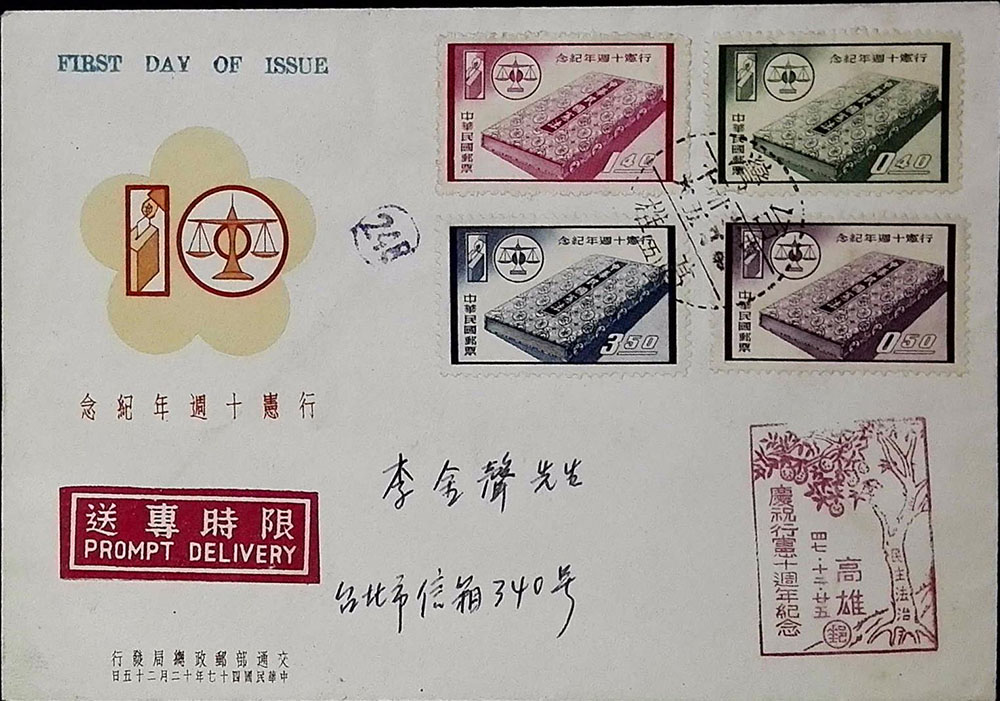 FIRST DAY OF ISSUE
行憲十週年紀念
中華民國郵票
1 40
行憲十週年紀念
中華民國郵票
0 40
行憲十週年紀念
中華民國郵票
3 50
行憲十週年紀念
中華民國郵票
0 50
248
行憲十週年紀念
限時專送
PROMPT DELIVERY
李金聲先生
台北市信箱340号
慶祝行憲十週年紀念
四七·十二·廿五
高雄
郵
民主法治
交通部郵政總局發行
中華民國四十七年十二月二十五日